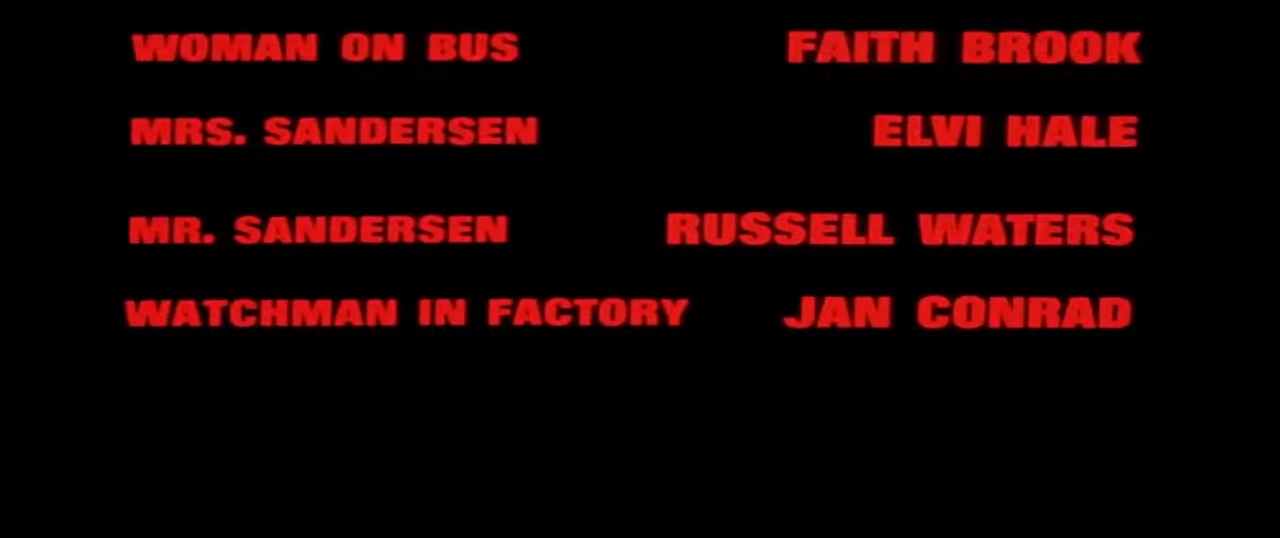 WOMAN ON BUS FAITH BROOK
MRS. SANDERSEN ELVI HALE
MR. SANDERSEN RUSSELL WATERS
WATCHMAN IN FACTORY JAN CONRAD